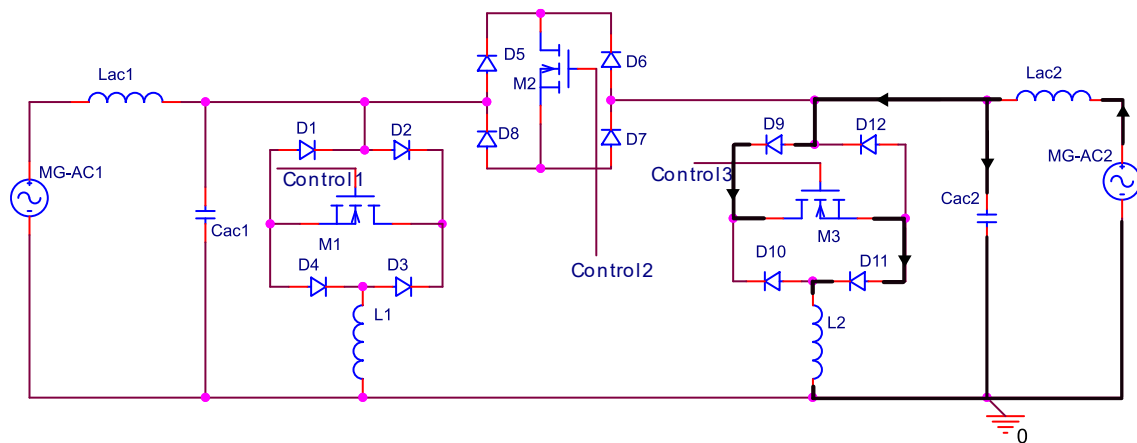 D5
D6
M2
Lac1
Lac2
D8
D7
D1
D2
D9
D12
MG-AC1
Control1
Control3
MG-AC2
Cac1
Cac2
M1
M3
D4
D3
D10
D11
Control2
L1
L2
0